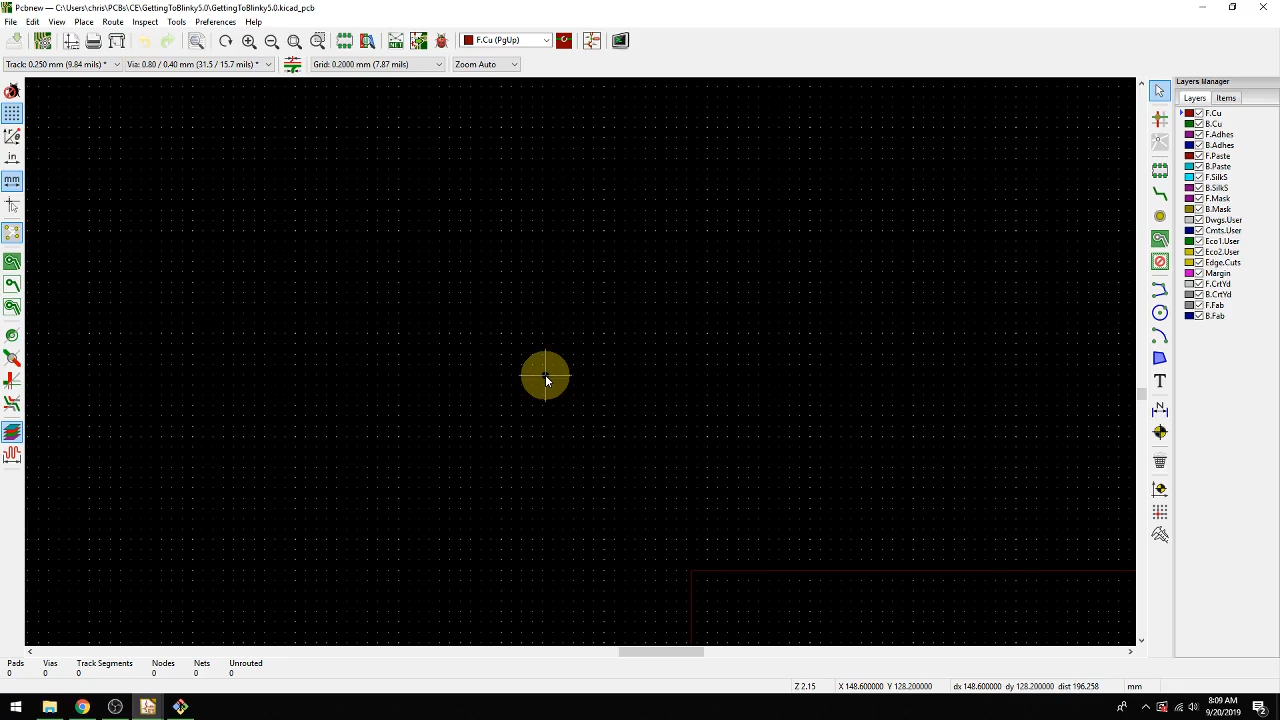 Pcbnew — C:\Users\chris\PCBs\CE\GettingToBlinky5.0\GettingToBlinky5.0.kicad_pcb
File Edit View Place Route Inspect Tools Preferences Help
F.Cu (PgUp)
Track: 0.250 mm (9.84 mils) * Via: 0.80 / 0.40 mm (31.5 / 15.7 mils) * Grid: 0.2000 mm (7.87 mils) Zoom Auto
in
mm
Layers Manager
Layers Items
F.Cu
B.Cu
F.Adhes
B.Adhes
F.Paste
B.Paste
F.SilkS
B.SilkS
F.Mask
B.Mask
Dwgs.User
Cmts.User
Eco1.User
Eco2.User
Edge.Cuts
Margin
F.CrtYd
B.CrtYd
F.Fab
B.Fab
Pads Vias Track Segments Nodes Nets Unrouted
0 0 0 0 0 0
Z 2.15 X 148.600000 Y 128.200000 dx 148.600000 dy 128.200000 dist 196.258 mm
8:09 AM
9/20/2019